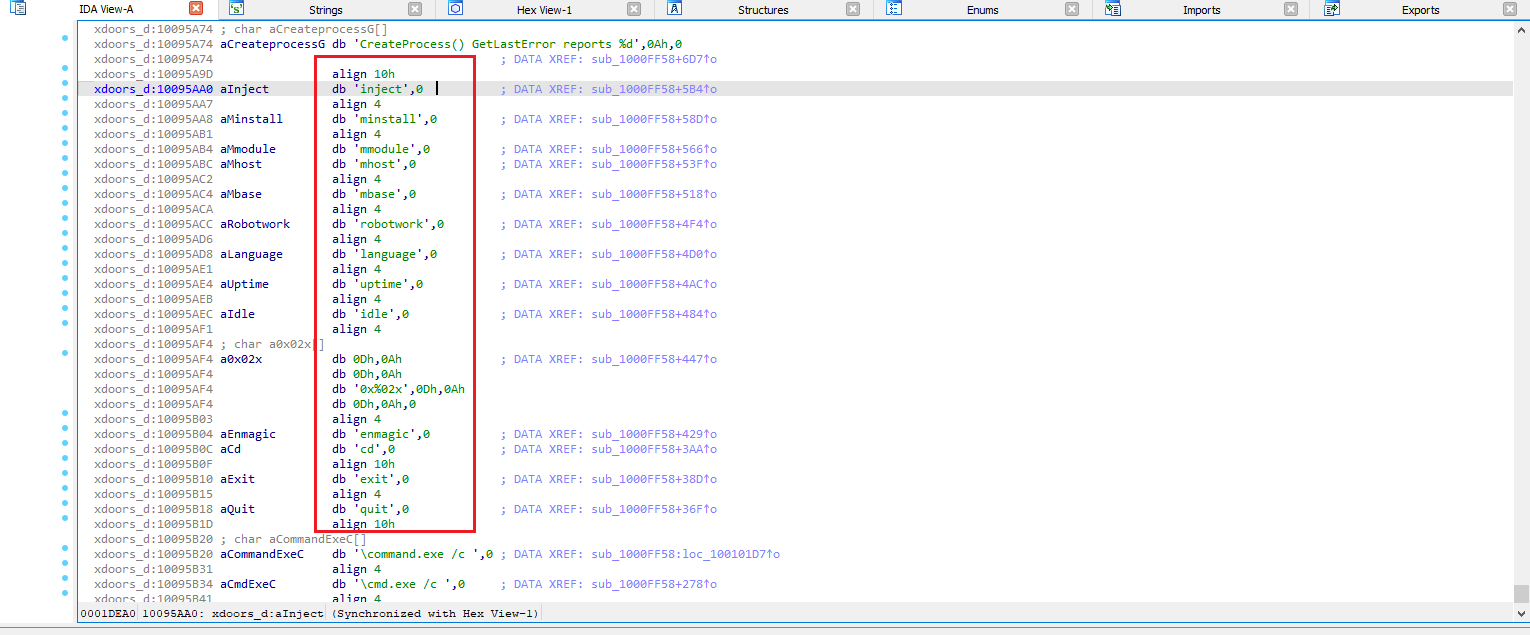 IDA View-A Strings Hex View-1 Structures Enums Imports Exports
xdoors_d:10095A74 ; char aCreateprocessG[]
xdoors_d:10095A74 aCreateprocessG db 'CreateProcess() GetLastError reports %d',0Ah,0
xdoors_d:10095A74 ; DATA XREF: sub_1000FF58+6D7↑o
xdoors_d:10095A9D align 10h
xdoors_d:10095AA0 aInject db 'inject',0 ; DATA XREF: sub_1000FF58+5B4↑o
xdoors_d:10095AA7 align 4
xdoors_d:10095AA8 aMinstall db 'minstall',0 ; DATA XREF: sub_1000FF58+58D↑o
xdoors_d:10095AB1 align 4
xdoors_d:10095AB4 aMmodule db 'mmodule',0 ; DATA XREF: sub_1000FF58+566↑o
xdoors_d:10095ABC aMhost db 'mhost',0 ; DATA XREF: sub_1000FF58+53F↑o
xdoors_d:10095AC2 align 4
xdoors_d:10095AC4 aMbase db 'mbase',0 ; DATA XREF: sub_1000FF58+518↑o
xdoors_d:10095ACA align 4
xdoors_d:10095ACC aRobotwork db 'robotwork',0 ; DATA XREF: sub_1000FF58+4F4↑o
xdoors_d:10095AD6 align 4
xdoors_d:10095AD8 aLanguage db 'language',0 ; DATA XREF: sub_1000FF58+4D0↑o
xdoors_d:10095AE1 align 4
xdoors_d:10095AE4 aUptime db 'uptime',0 ; DATA XREF: sub_1000FF58+4AC↑o
xdoors_d:10095AEB align 4
xdoors_d:10095AEC aIdle db 'idle',0 ; DATA XREF: sub_1000FF58+484↑o
xdoors_d:10095AF1 align 4
xdoors_d:10095AF4 ; char a0x02x[]
xdoors_d:10095AF4 a0x02x db 0Dh,0Ah ; DATA XREF: sub_1000FF58+447↑o
xdoors_d:10095AF4 db 0Dh,0Ah
xdoors_d:10095AF4 db '0x%02x',0Dh,0Ah
xdoors_d:10095AF4 db 0Dh,0Ah,0
xdoors_d:10095B03 align 4
xdoors_d:10095B04 aEnmagic db 'enmagic',0 ; DATA XREF: sub_1000FF58+429↑o
xdoors_d:10095B0C aCd db 'cd',0 ; DATA XREF: sub_1000FF58+3AA↑o
xdoors_d:10095B0F align 10h
xdoors_d:10095B10 aExit db 'exit',0 ; DATA XREF: sub_1000FF58+38D↑o
xdoors_d:10095B15 align 4
xdoors_d:10095B18 aQuit db 'quit',0 ; DATA XREF: sub_1000FF58+36F↑o
xdoors_d:10095B1D align 10h
xdoors_d:10095B20 ; char aCommandExeC[]
xdoors_d:10095B20 aCommandExeC db '\command.exe /c ',0 ; DATA XREF: sub_1000FF58:loc_100101D7↑o
xdoors_d:10095B31 align 4
xdoors_d:10095B34 aCmdExeC db '\cmd.exe /c ',0 ; DATA XREF: sub_1000FF58+278↑o
xdoors_d:10095B41 align 4
0001DEA0 10095AA0: xdoors_d:aInject (Synchronized with Hex View-1)